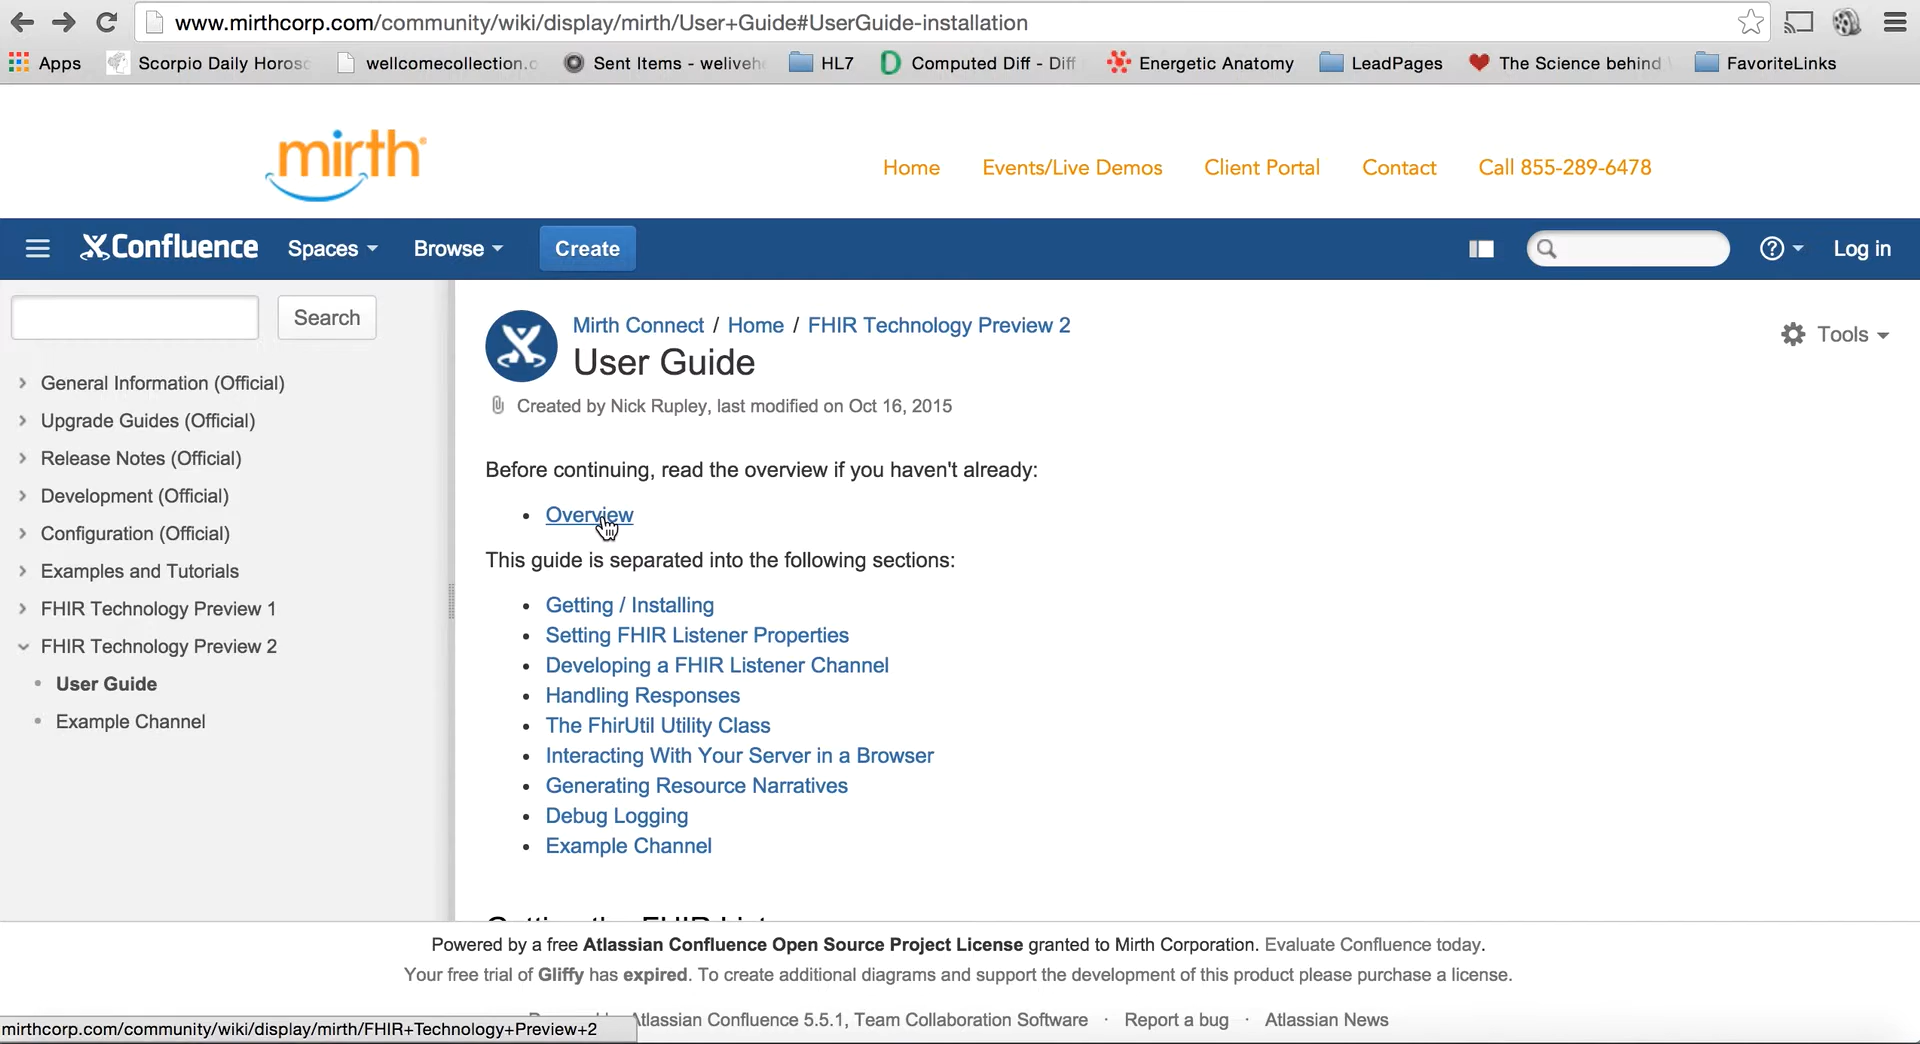 www.mirthcorp.com/community/wiki/display/mirth/User+Guide#UserGuide-installation
Apps Scorpio Daily Horosc wellcomecollection.o Sent Items - weliveh HL7 Computed Diff - Diff Energetic Anatomy LeadPages The Science behind FavoriteLinks
mirth
Home Events/Live Demos Client Portal Contact Call 855-289-6478
Confluence Spaces Browse Create Log in
Search
General Information (Official)
Upgrade Guides (Official)
Release Notes (Official)
Development (Official)
Configuration (Official)
Examples and Tutorials
FHIR Technology Preview 1
FHIR Technology Preview 2
User Guide
Example Channel
Mirth Connect / Home / FHIR Technology Preview 2
User Guide
Tools
Created by Nick Rupley, last modified on Oct 16, 2015
Before continuing, read the overview if you haven't already:
• Overview
This guide is separated into the following sections:
• Getting / Installing
• Setting FHIR Listener Properties
• Developing a FHIR Listener Channel
• Handling Responses
• The FhirUtil Utility Class
• Interacting With Your Server in a Browser
• Generating Resource Narratives
• Debug Logging
• Example Channel
Powered by a free Atlassian Confluence Open Source Project License granted to Mirth Corporation. Evaluate Confluence today.
Your free trial of Gliffy has expired. To create additional diagrams and support the development of this product please purchase a license.
Atlassian Confluence 5.5.1, Team Collaboration Software · Report a bug · Atlassian News
mirthcorp.com/community/wiki/display/mirth/FHIR+Technology+Preview+2